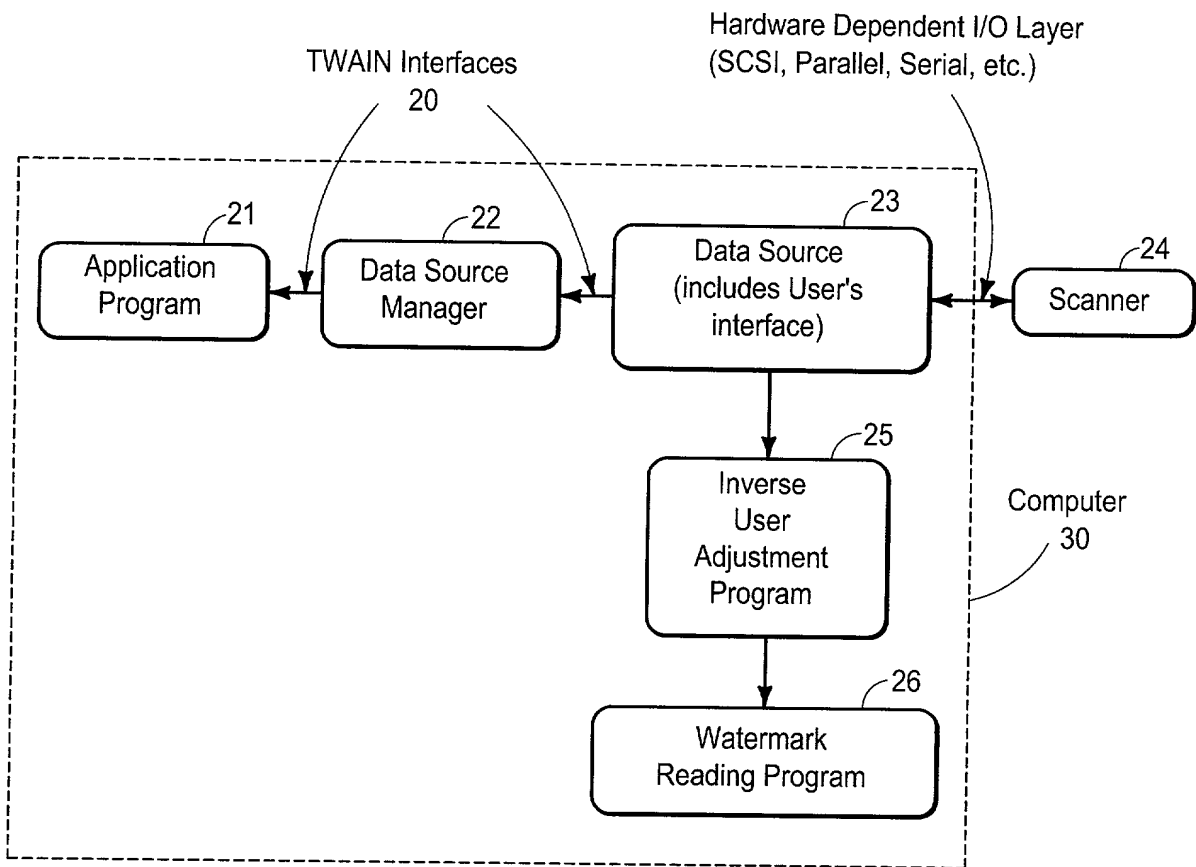 Hardware Dependent I/O Layer
(SCSI, Parallel, Serial, etc.)
TWAIN Interfaces
20
21
Application
Program
22
Data Source
Manager
23
Data Source
(includes User's
interface)
24
Scanner
25
Inverse
User
Adjustment
Program
Computer
30
26
Watermark
Reading Program